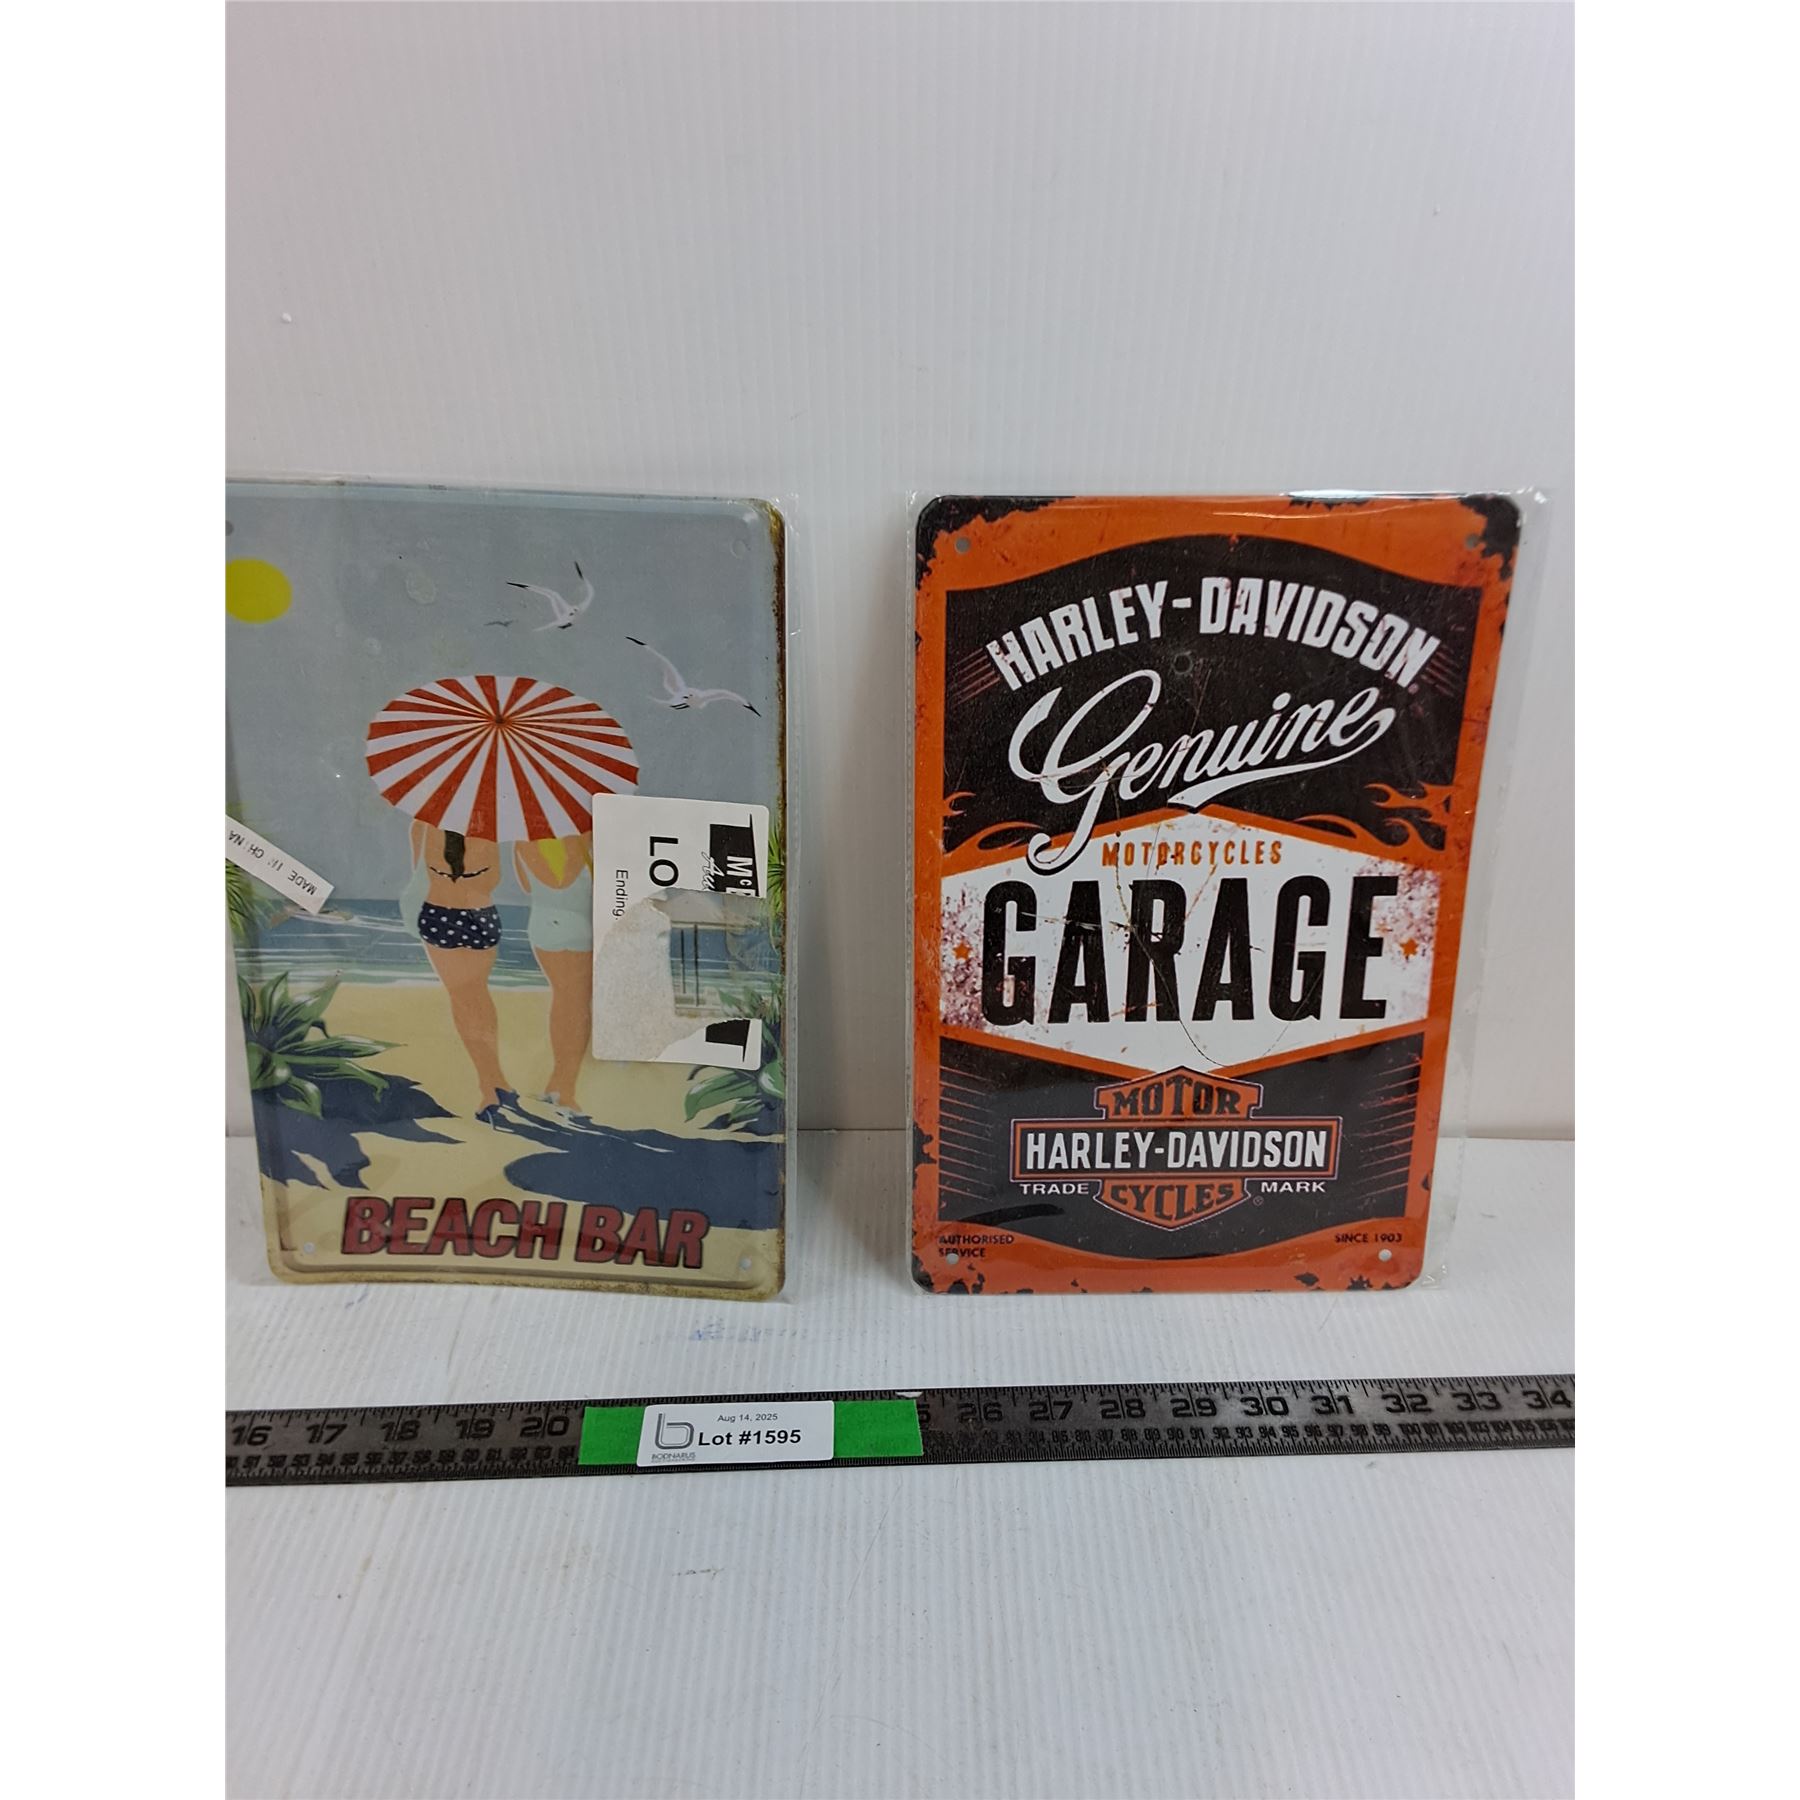 MADE IN CHINA
LO
Ending
BEACH BAR
HARLEY-DAVIDSON
Genuine
MOTORCYCLES
GARAGE
MOTOR
HARLEY-DAVIDSON
TRADE MARK
CYCLES
AUTHORISED
SERVICE
SINCE 1903
16 17 18 19 20 26 27 28 29 30 31 32 33 34
Aug 14, 2025
Lot #1595
BODNARUS